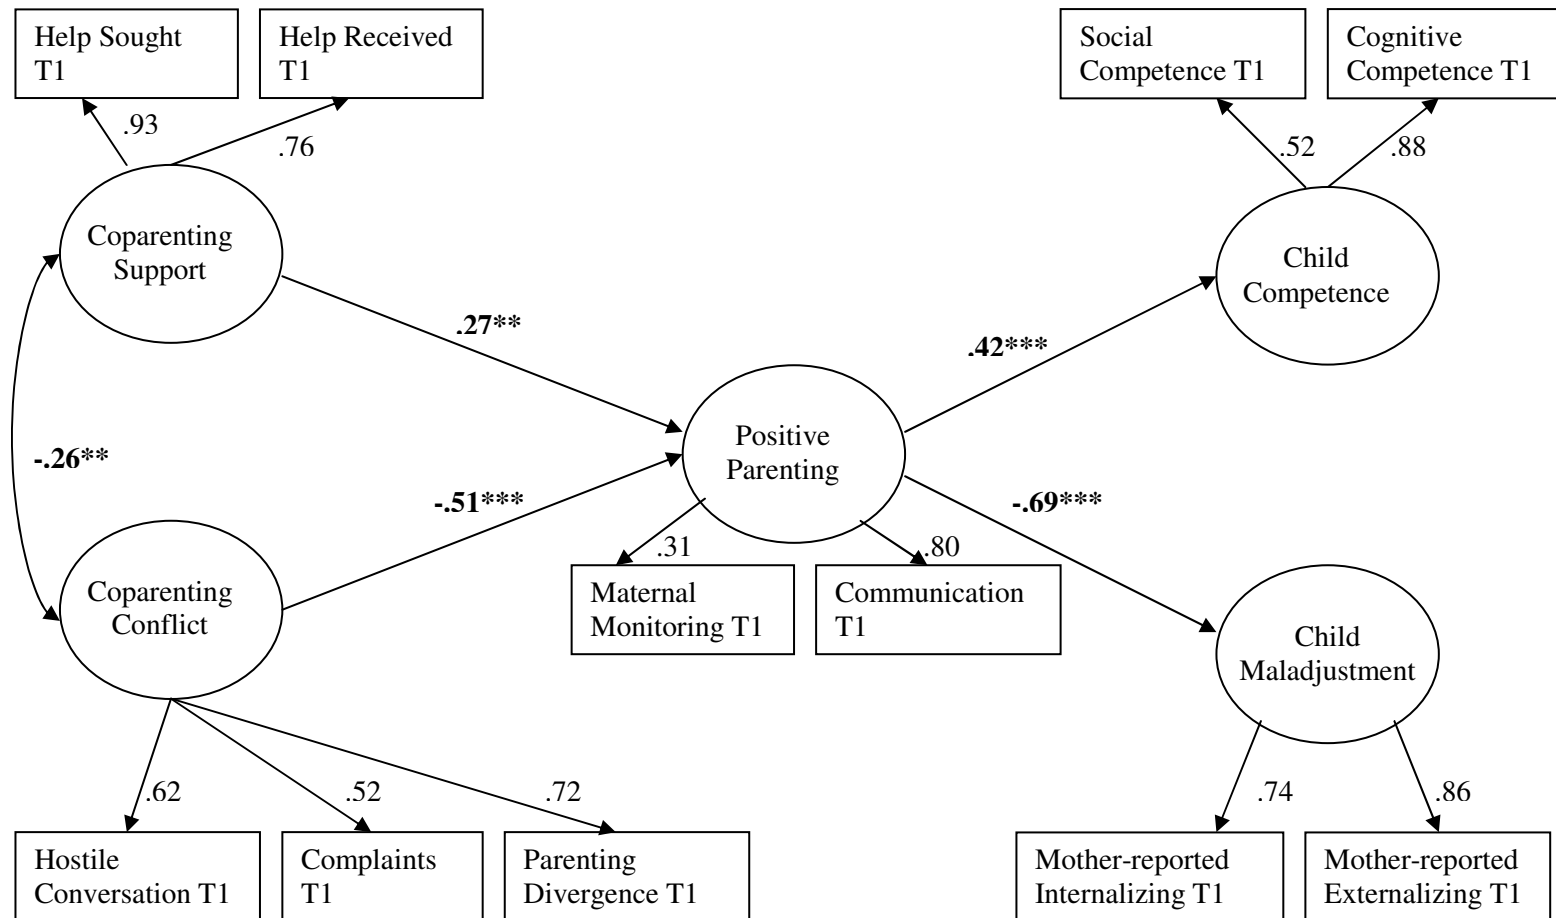 Help Sought
T1
Help Received
T1
Social
Competence T1
Cognitive
Competence T1
.93
.76
.52
.88
Coparenting
Support
Child
Competence
.27**
.42***
-.26**
Positive
Parenting
-.51***
-.69***
.31
.80
Coparenting
Conflict
Maternal
Monitoring T1
Communication
T1
Child
Maladjustment
.62
.52
.72
.74
.86
Hostile
Conversation T1
Complaints
T1
Parenting
Divergence T1
Mother-reported
Internalizing T1
Mother-reported
Externalizing T1